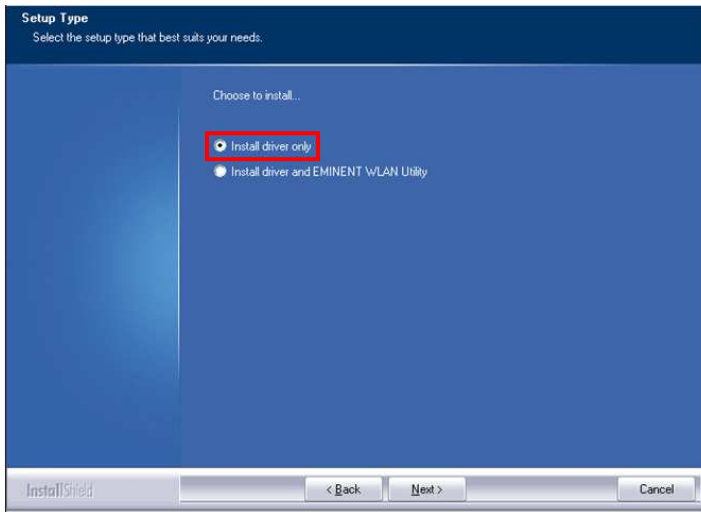 Setup Type
Select the setup type that best suits your needs.
Choose to install...
Install driver only
Install driver and EMINENT WLAN Utility
InstallShield
< Back
Next >
Cancel